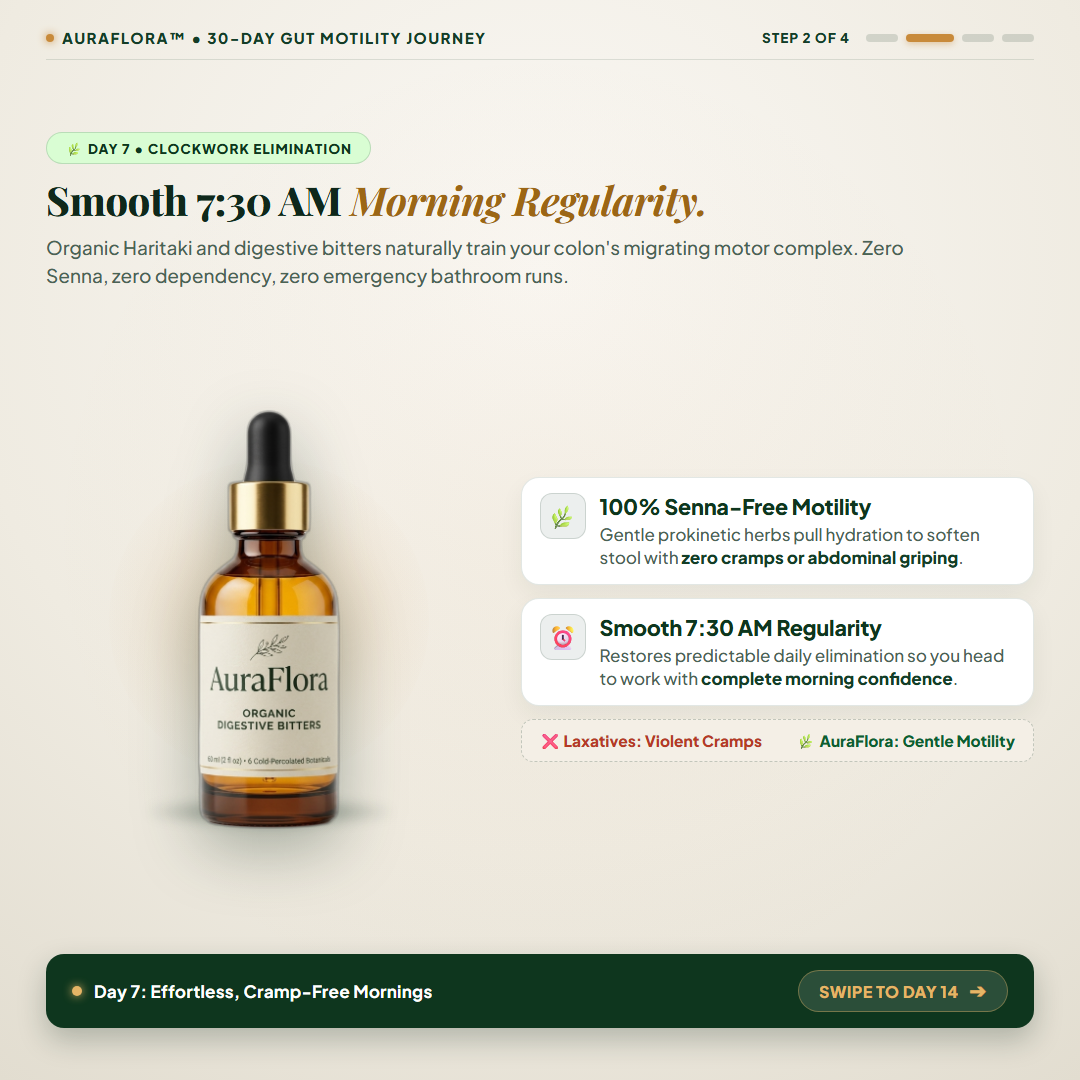 AURAFLORA™ • 30-DAY GUT MOTILITY JOURNEY
STEP 2 OF 4
DAY 7 • CLOCKWORK ELIMINATION
Smooth 7:30 AM Morning Regularity.
Organic Haritaki and digestive bitters naturally train your colon's migrating motor complex. Zero
Senna, zero dependency, zero emergency bathroom runs.
AuraFlora
ORGANIC
DIGESTIVE BITTERS
60 ml (2 fl oz) • 6 Cold-Percolated Botanicals
100% Senna-Free Motility
Gentle prokinetic herbs pull hydration to soften
stool with zero cramps or abdominal griping.
Smooth 7:30 AM Regularity
Restores predictable daily elimination so you head
to work with complete morning confidence.
❌ Laxatives: Violent Cramps
🌿 AuraFlora: Gentle Motility
Day 7: Effortless, Cramp-Free Mornings
SWIPE TO DAY 14 ➔